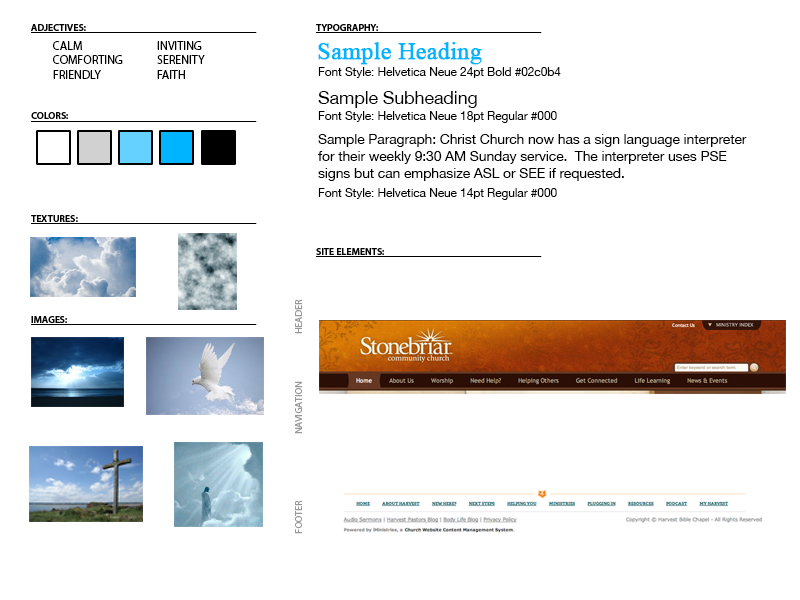 ADJECTIVES:
CALM
COMFORTING
FRIENDLY
INVITING
SERENITY
FAITH
COLORS:
TEXTURES:
IMAGES:
TYPOGRAPHY:
Sample Heading
Font Style: Helvetica Neue 24pt Bold #02c0b4
Sample Subheading
Font Style: Helvetica Neue 18pt Regular #000
Sample Paragraph: Christ Church now has a sign language interpreter
for their weekly 9:30 AM Sunday service. The interpreter uses PSE
signs but can emphasize ASL or SEE if requested.
Font Style: Helvetica Neue 14pt Regular #000
SITE ELEMENTS:
HEADER
Contact Us ▼ MINISTRY INDEX
Stonebriar
community church
Enter keyword or search item
NAVIGATION
Home About Us Worship Need Help? Helping Others Get Connected Life Learning News & Events
FOOTER
HOME ABOUT HARVEST NEW HERE? NEXT STEPS HELPING YOU MINISTRIES PLUGGING IN RESOURCES PODCAST MY HARVEST
Audio Sermons | Harvest Pastors Blog | Body Life Blog | Privacy Policy
Copyright © Harvest Bible Chapel - All Rights Reserved
Powered by iMinistries, a Church Website Content Management System.